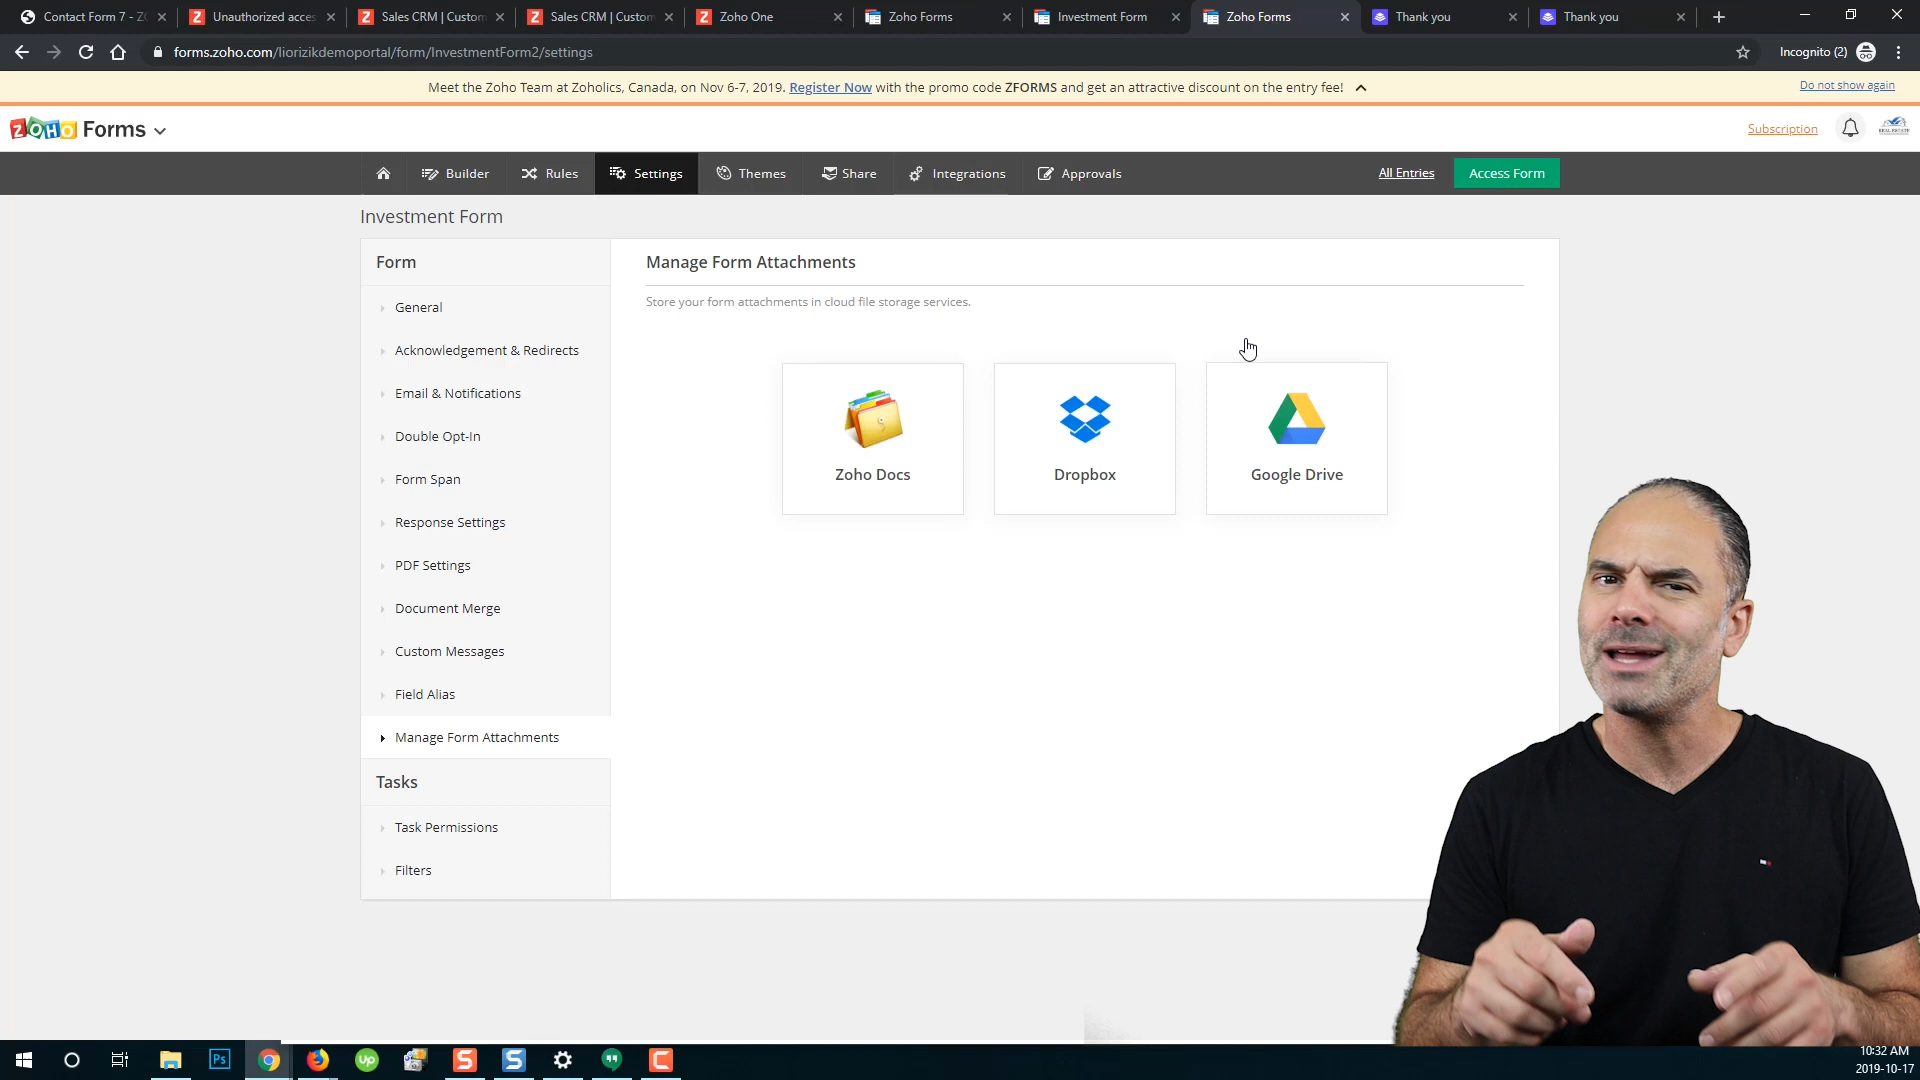 Contact Form 7 - ZC
Unauthorized acces
Sales CRM | Custom
Sales CRM | Custom
Zoho One
Zoho Forms
Investment Form
Zoho Forms
Thank you
Thank you
forms.zoho.com/liorizikdemoportal/form/InvestmentForm2/settings
Incognito (2)
Meet the Zoho Team at Zoholics, Canada, on Nov 6-7, 2019. Register Now with the promo code ZFORMS and get an attractive discount on the entry fee!
Do not show again
ZOHO Forms
Subscription
REAL ESTATE
Builder
Rules
Settings
Themes
Share
Integrations
Approvals
All Entries
Access Form
Investment Form
Form
General
Acknowledgement & Redirects
Email & Notifications
Double Opt-In
Form Span
Response Settings
PDF Settings
Document Merge
Custom Messages
Field Alias
Manage Form Attachments
Tasks
Task Permissions
Filters
Manage Form Attachments
Store your form attachments in cloud file storage services.
Zoho Docs
Dropbox
Google Drive
Ps
up
S
S
C
10:32 AM
2019-10-17